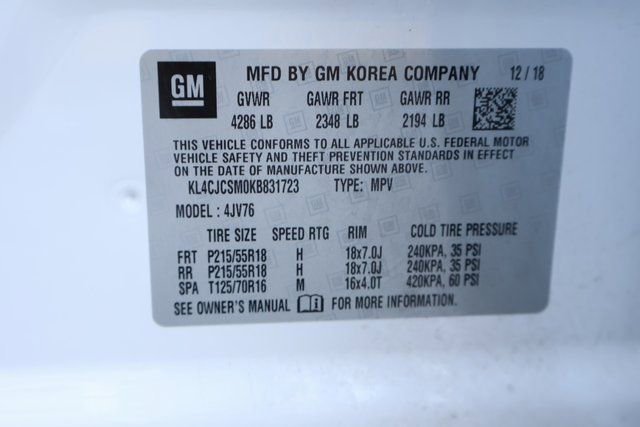 GM MFD BY GM KOREA COMPANY 12 / 18
GVWR GAWR FRT GAWR RR
4286 LB 2348 LB 2194 LB
THIS VEHICLE CONFORMS TO ALL APPLICABLE U.S. FEDERAL MOTOR
VEHICLE SAFETY AND THEFT PREVENTION STANDARDS IN EFFECT
ON THE DATE OF MANUFACTURE SHOWN ABOVE.
KL4CJCSM0KB831723 TYPE: MPV
MODEL : 4JV76
TIRE SIZE SPEED RTG RIM COLD TIRE PRESSURE
FRT P215/55R18 H 18x7.0J 240KPA, 35 PSI
RR P215/55R18 H 18x7.0J 240KPA, 35 PSI
SPA T125/70R16 M 16x4.0T 420KPA, 60 PSI
SEE OWNER'S MANUAL FOR MORE INFORMATION.